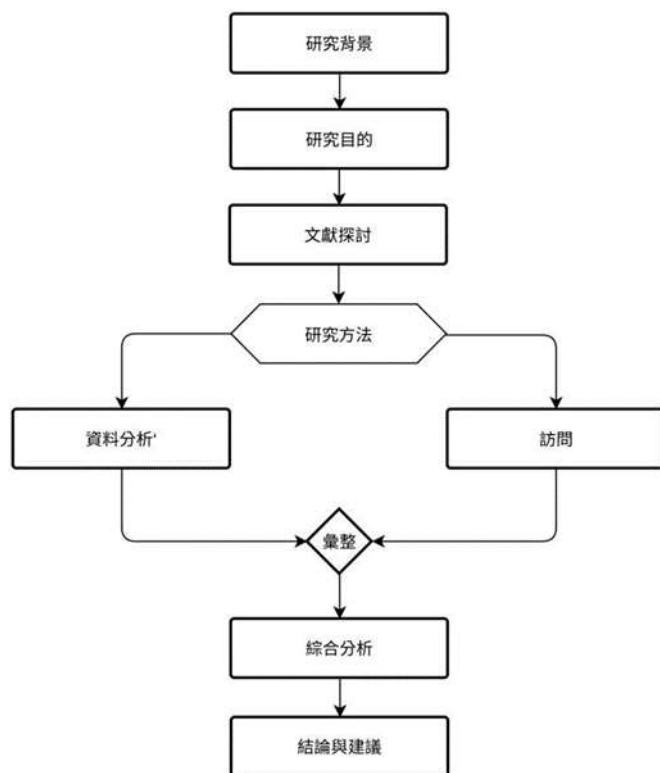 研究背景
研究目的
文獻探討
研究方法
資料分析‘
訪問
彙整
綜合分析
結論與建議